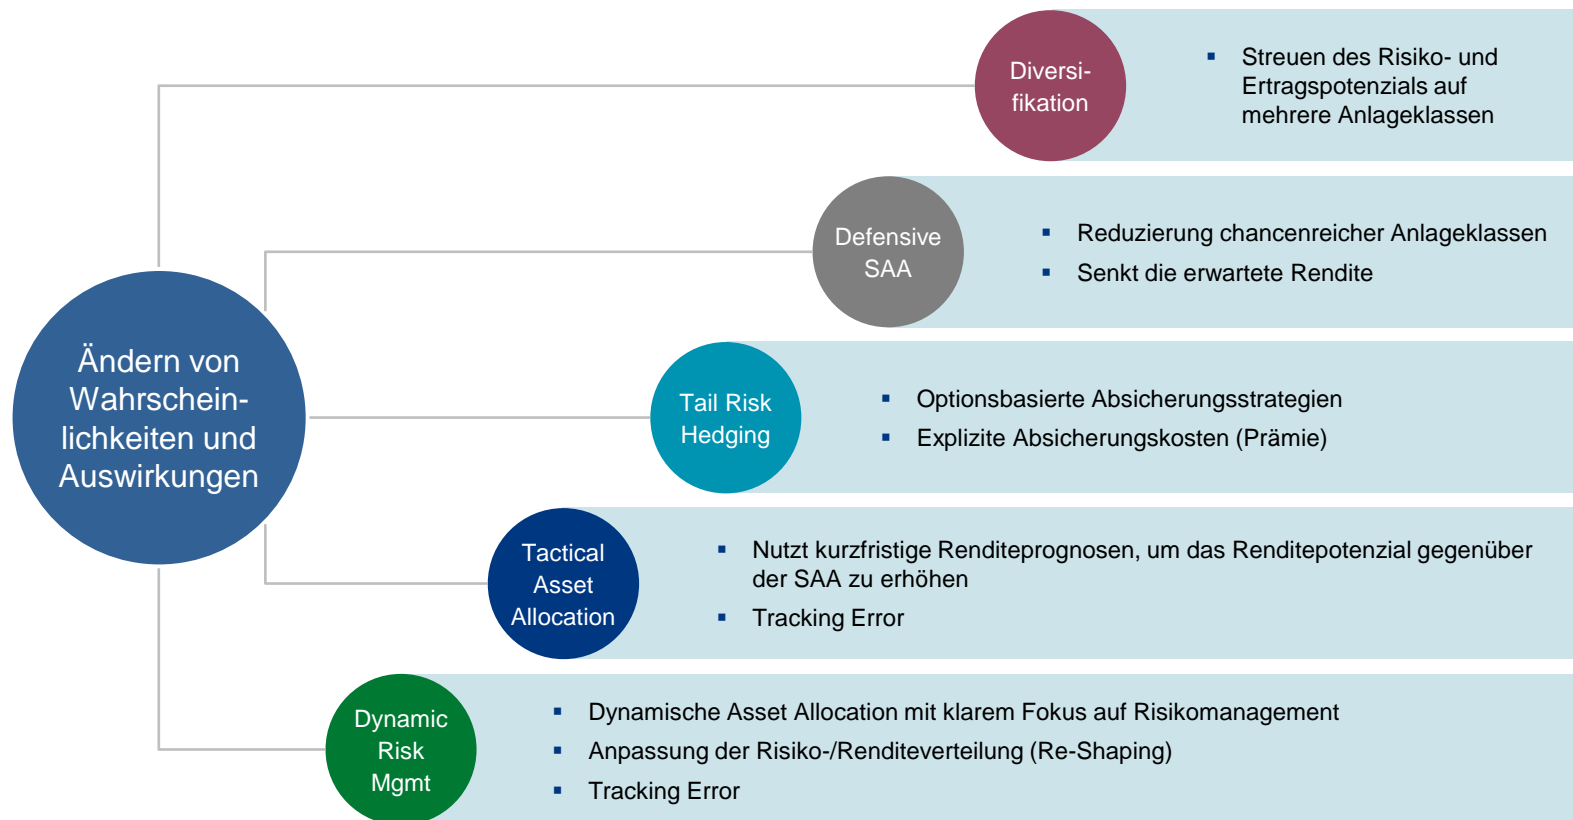 Diversi-
fikation
▪ Streuen des Risiko- und
Ertragspotenzials auf
mehrere Anlageklassen
Defensive
SAA
▪ Reduzierung chancenreicher Anlageklassen
▪ Senkt die erwartete Rendite
Ändern von
Wahrschein-
lichkeiten und
Auswirkungen
Tail Risk
Hedging
▪ Optionsbasierte Absicherungsstrategien
▪ Explizite Absicherungskosten (Prämie)
Tactical
Asset
Allocation
▪ Nutzt kurzfristige Renditeprognosen, um das Renditepotenzial gegenüber
der SAA zu erhöhen
▪ Tracking Error
Dynamic
Risk
Mgmt
▪ Dynamische Asset Allocation mit klarem Fokus auf Risikomanagement
▪ Anpassung der Risiko-/Renditeverteilung (Re-Shaping)
▪ Tracking Error